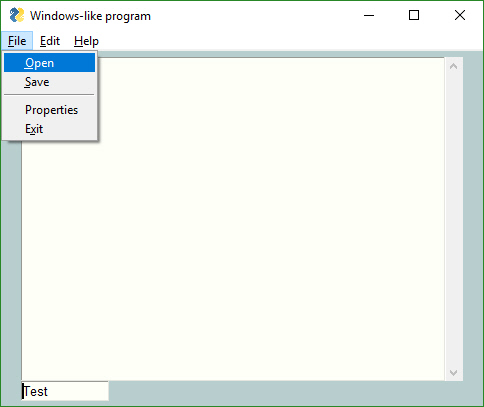 Windows-like program
File Edit Help
Open
Save
Properties
Exit
Test